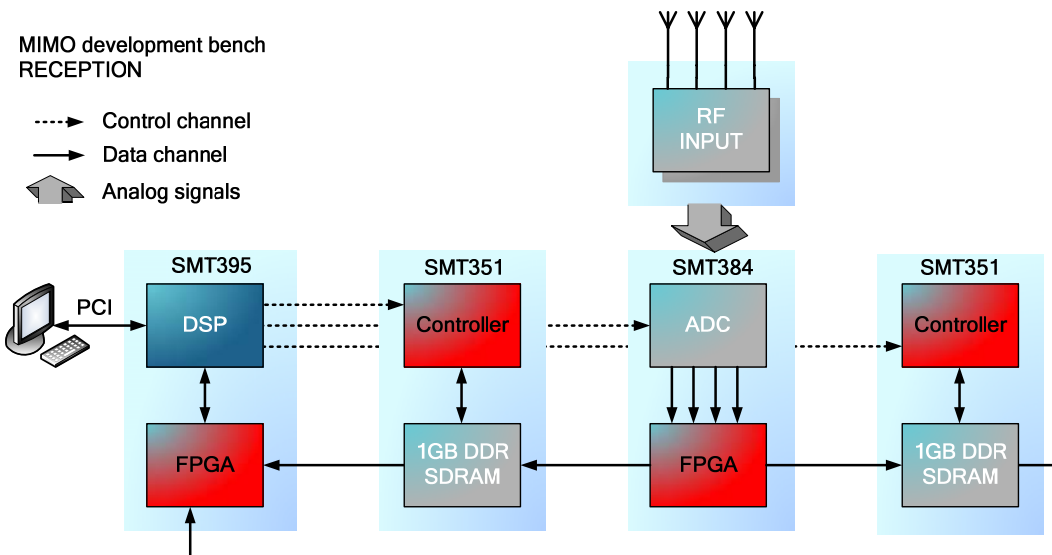 MIMO development bench
RECEPTION
Control channel
Data channel
Analog signals
RF
INPUT
SMT395
SMT351
SMT384
SMT351
PCI
DSP
Controller
ADC
Controller
FPGA
1GB DDR
SDRAM
FPGA
1GB DDR
SDRAM